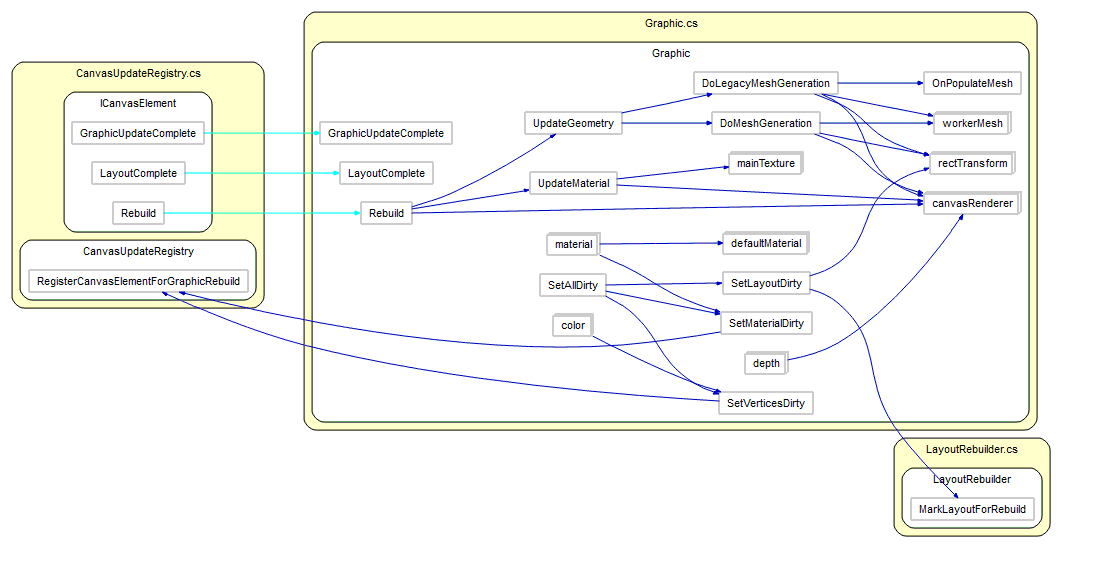 Graphic.cs
Graphic
CanvasUpdateRegistry.cs
ICanvasElement
GraphicUpdateComplete
LayoutComplete
Rebuild
CanvasUpdateRegistry
RegisterCanvasElementForGraphicRebuild
GraphicUpdateComplete
LayoutComplete
Rebuild
UpdateGeometry
UpdateMaterial
material
SetAllDirty
color
DoLegacyMeshGeneration
DoMeshGeneration
mainTexture
defaultMaterial
SetLayoutDirty
SetMaterialDirty
depth
SetVerticesDirty
OnPopulateMesh
workerMesh
rectTransform
canvasRenderer
LayoutRebuilder.cs
LayoutRebuilder
MarkLayoutForRebuild